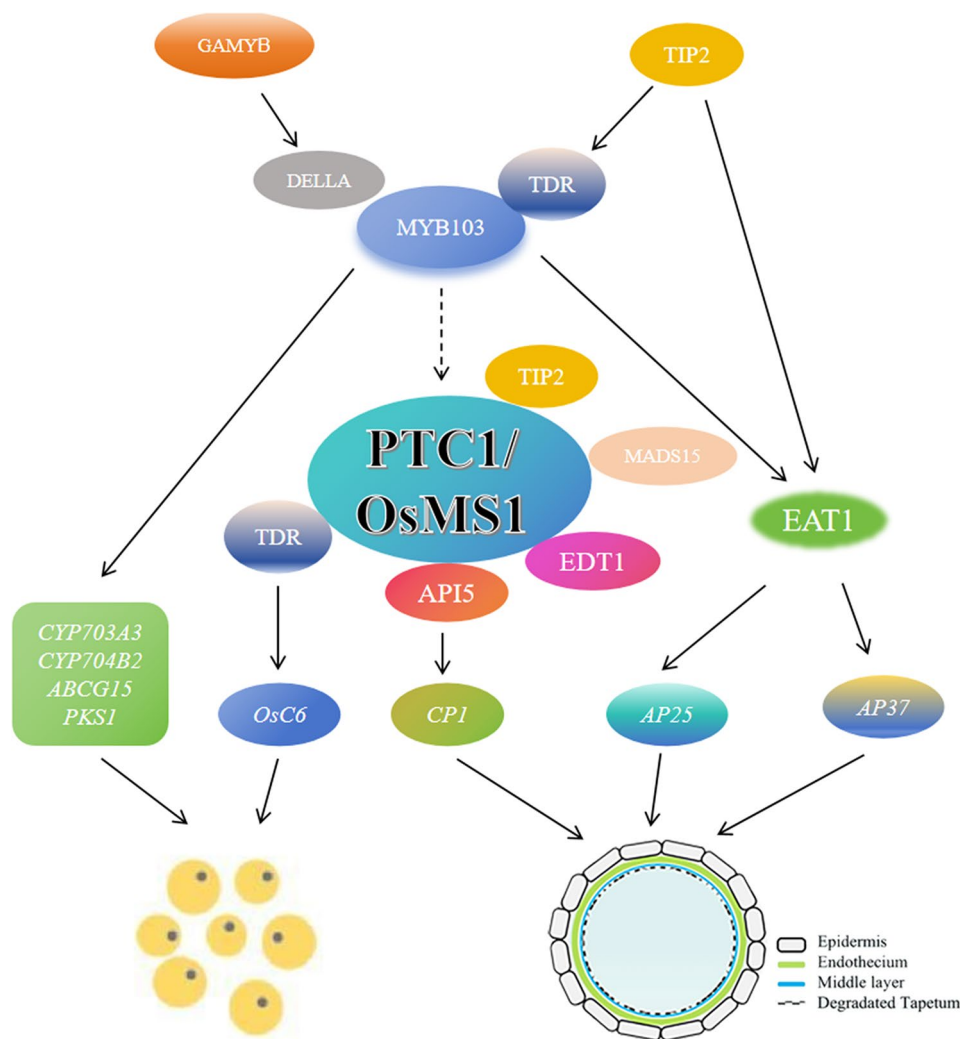 GAMYB
TIP2
DELLA
TDR
MYB103
TIP2
PTC1/
OsMS1
MADS15
TDR
EDT1
EAT1
API5
CYP703A3
CYP704B2
ABCG15
PKS1
OsC6
CP1
AP25
AP37
Epidermis
Endothecium
Middle layer
Degradated Tapetum